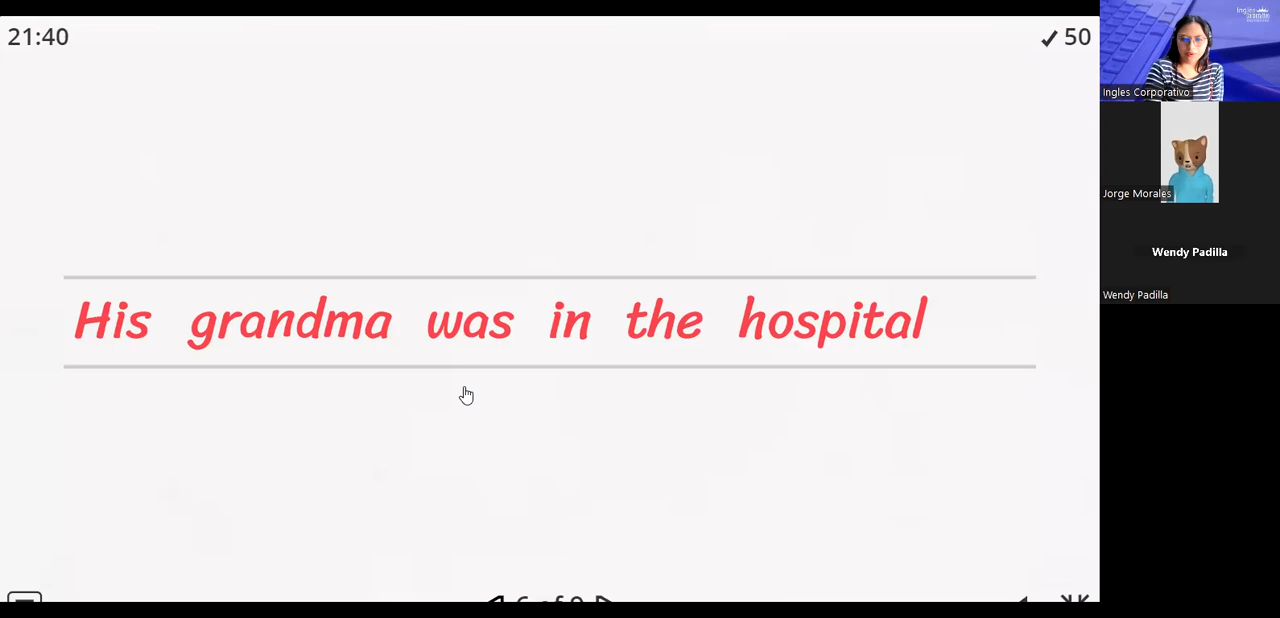 21:40
✓ 50
His grandma was in the hospital
Ingles Corporativo
Jorge Morales
Wendy Padilla
Wendy Padilla